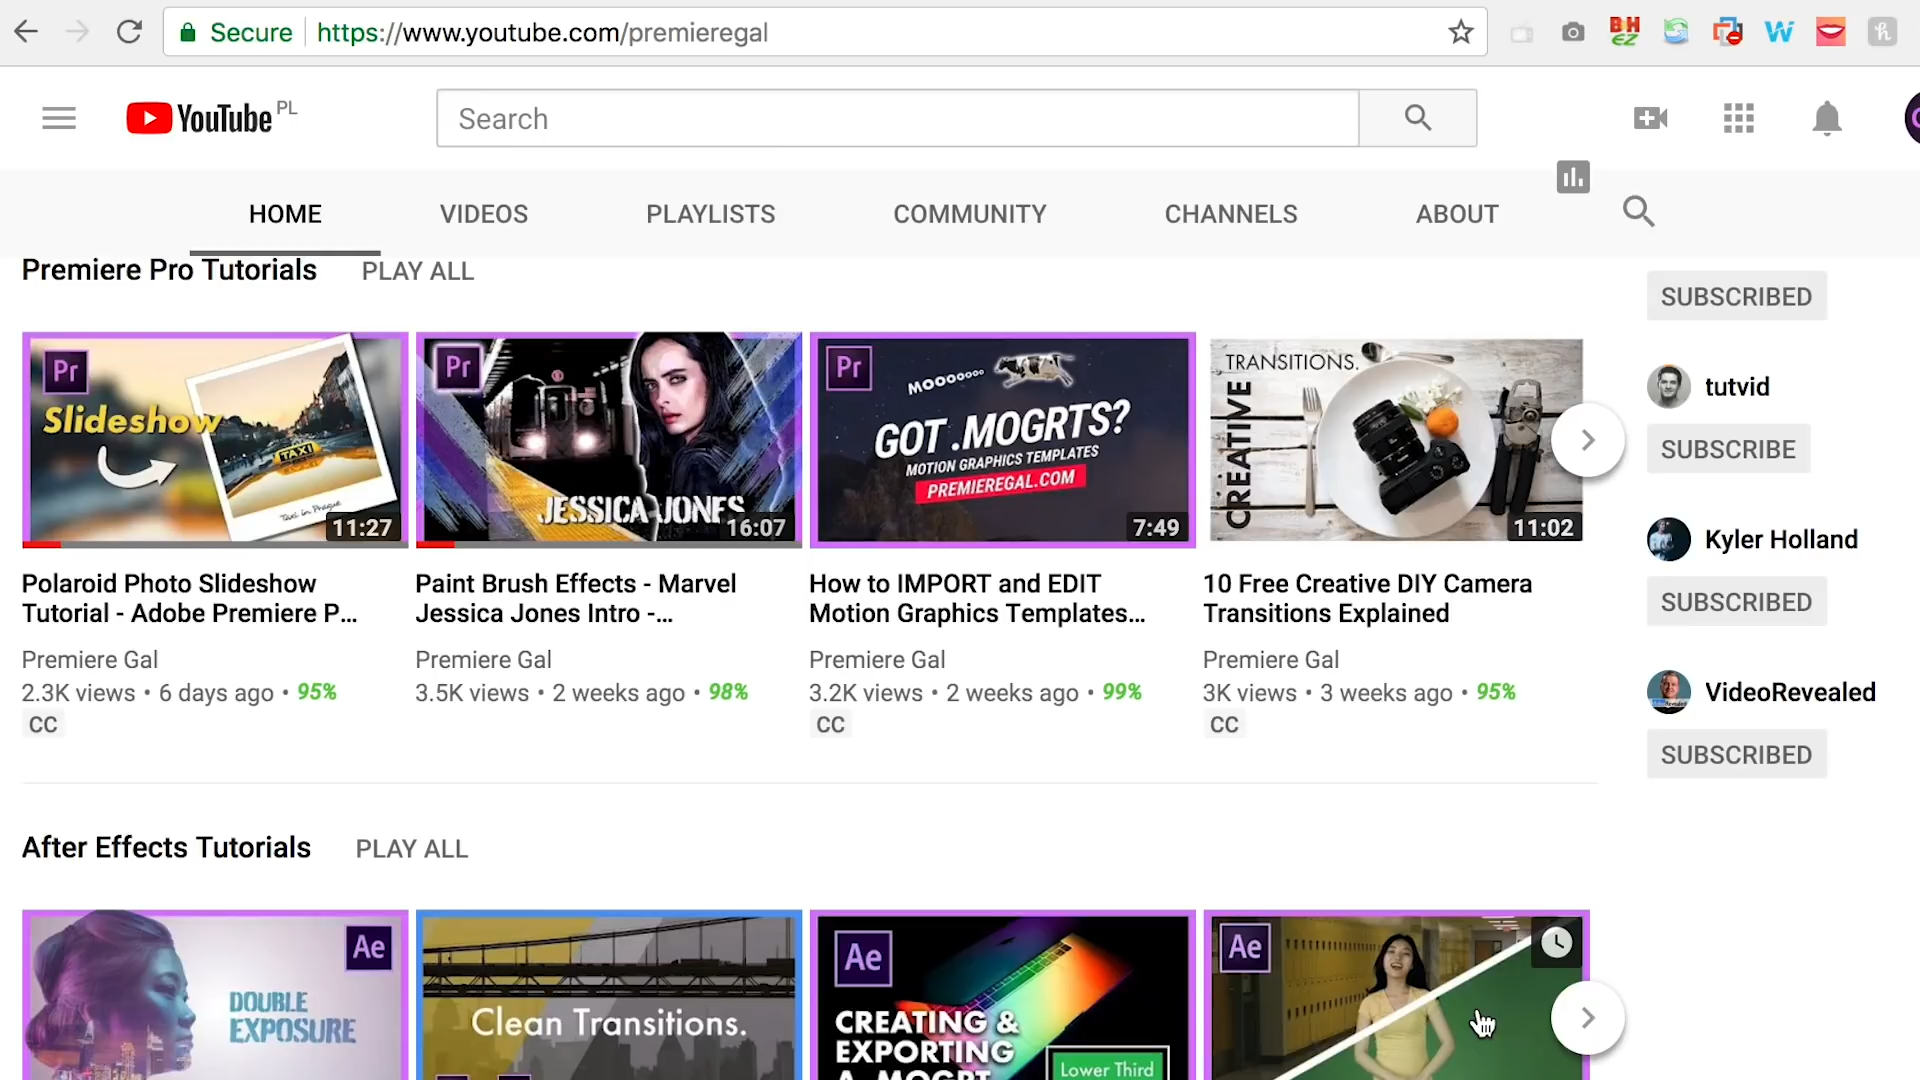 Secure https://www.youtube.com/premieregal
BH
EZ
W
h
YouTube PL
Search
HOME VIDEOS PLAYLISTS COMMUNITY CHANNELS ABOUT
Premiere Pro Tutorials PLAY ALL
Pr
Slideshow
TAXI
Taxi in Prague
11:27
Pr
JESSICA JONES
16:07
Pr
MOOOoooo
GOT .MOGRTS?
MOTION GRAPHICS TEMPLATES
PREMIEREGAL.COM
7:49
TRANSITIONS.
CREATIVE
11:02
Polaroid Photo Slideshow
Tutorial - Adobe Premiere P...
Premiere Gal
2.3K views • 6 days ago • 95%
CC
Paint Brush Effects - Marvel
Jessica Jones Intro -...
Premiere Gal
3.5K views • 2 weeks ago • 98%
How to IMPORT and EDIT
Motion Graphics Templates...
Premiere Gal
3.2K views • 2 weeks ago • 99%
CC
10 Free Creative DIY Camera
Transitions Explained
Premiere Gal
3K views • 3 weeks ago • 95%
CC
SUBSCRIBED
tutvid
SUBSCRIBE
Kyler Holland
SUBSCRIBED
VideoRevealed
SUBSCRIBED
After Effects Tutorials PLAY ALL
Ae
DOUBLE
EXPOSURE
Clean Transitions.
Ae
CREATING &
EXPORTING
A .MOGRT
Lower Third
Ae